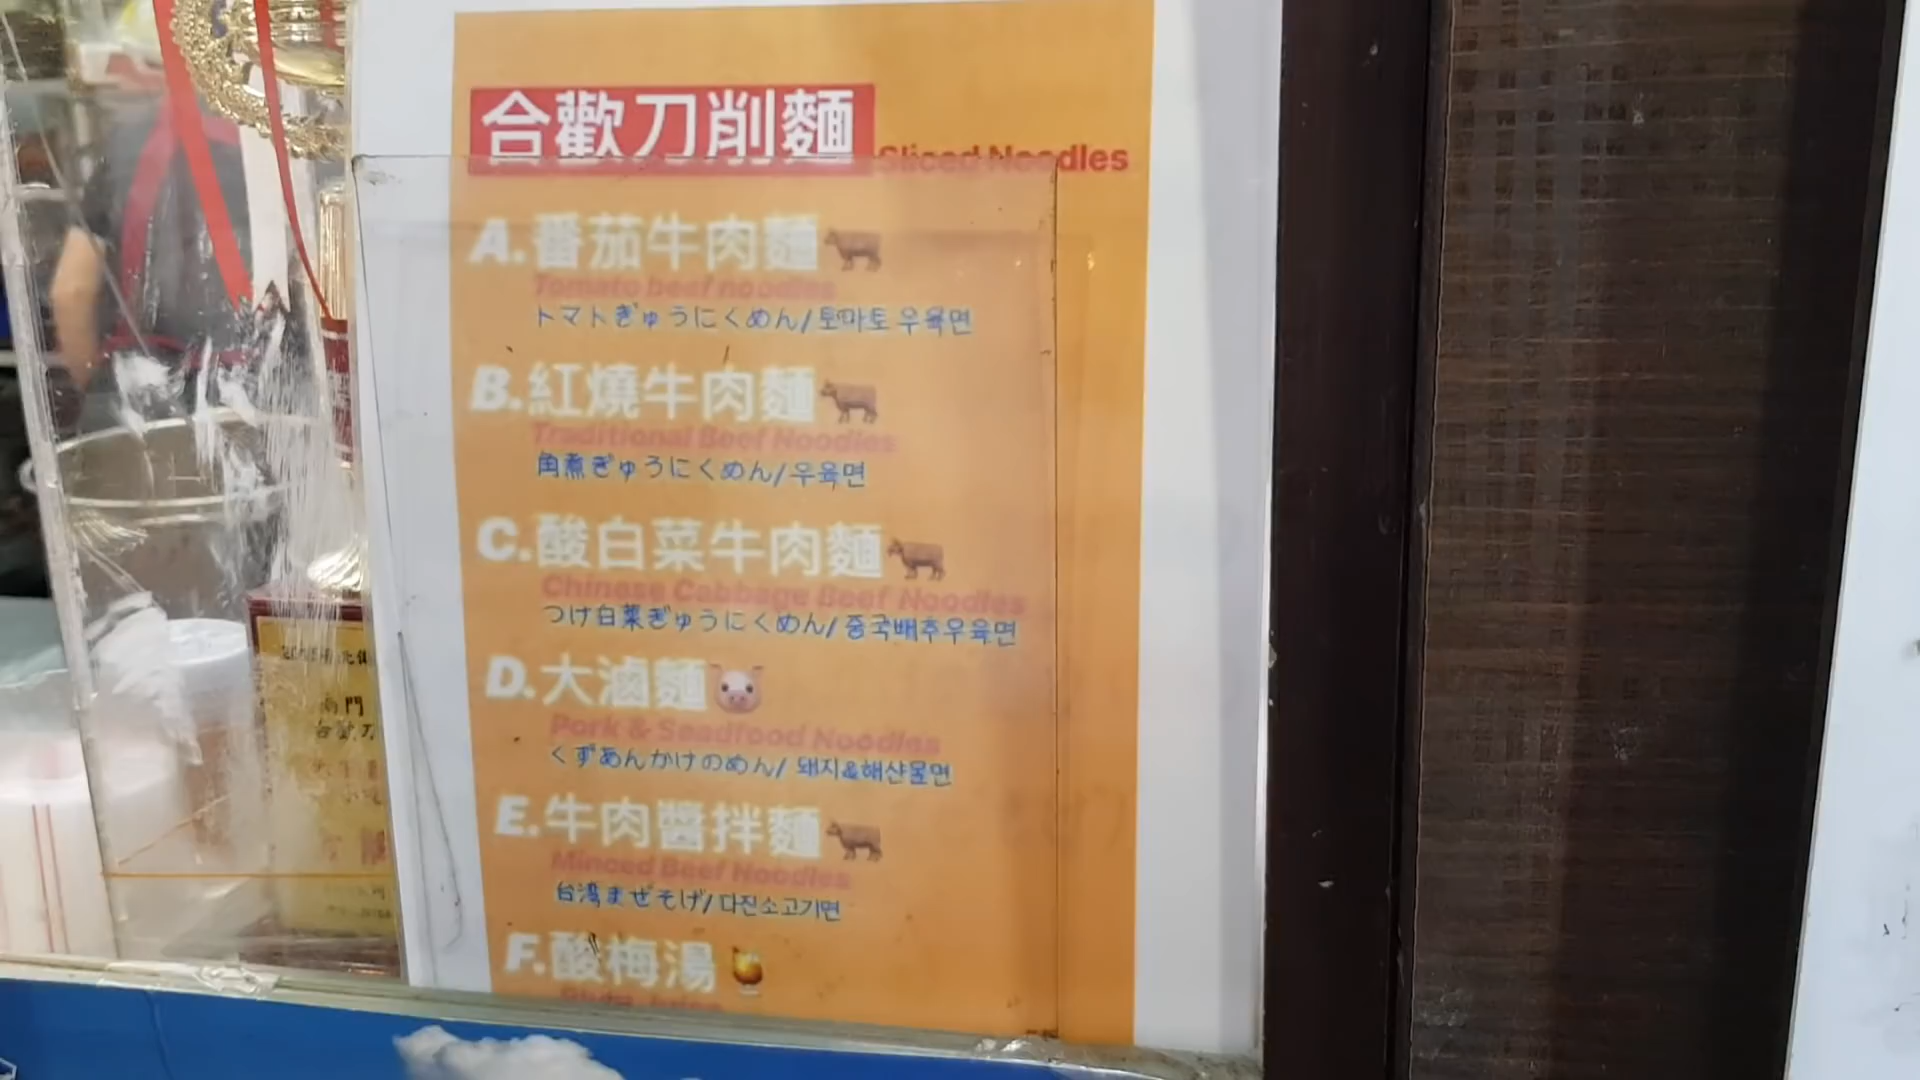 合歡刀削麵 Sliced Noodles
A.番茄牛肉麵
Tomato beef noodles
トマトぎゅうにくめん/토마토 우육면
B.紅燒牛肉麵
Traditional Beef Noodles
角煮ぎゅうにくめん/우육면
C.酸白菜牛肉麵
Chinese Cabbage Beef Noodles
つけ白菜ぎゅうにくめん/중국배추우육면
D.大滷麵
Pork & Seadfood Noodles
くずあんかけのめん/돼지&해산물면
E.牛肉醬拌麵
Minced Beef Noodles
台湾まぜそば/다진소고기면
F.酸梅湯